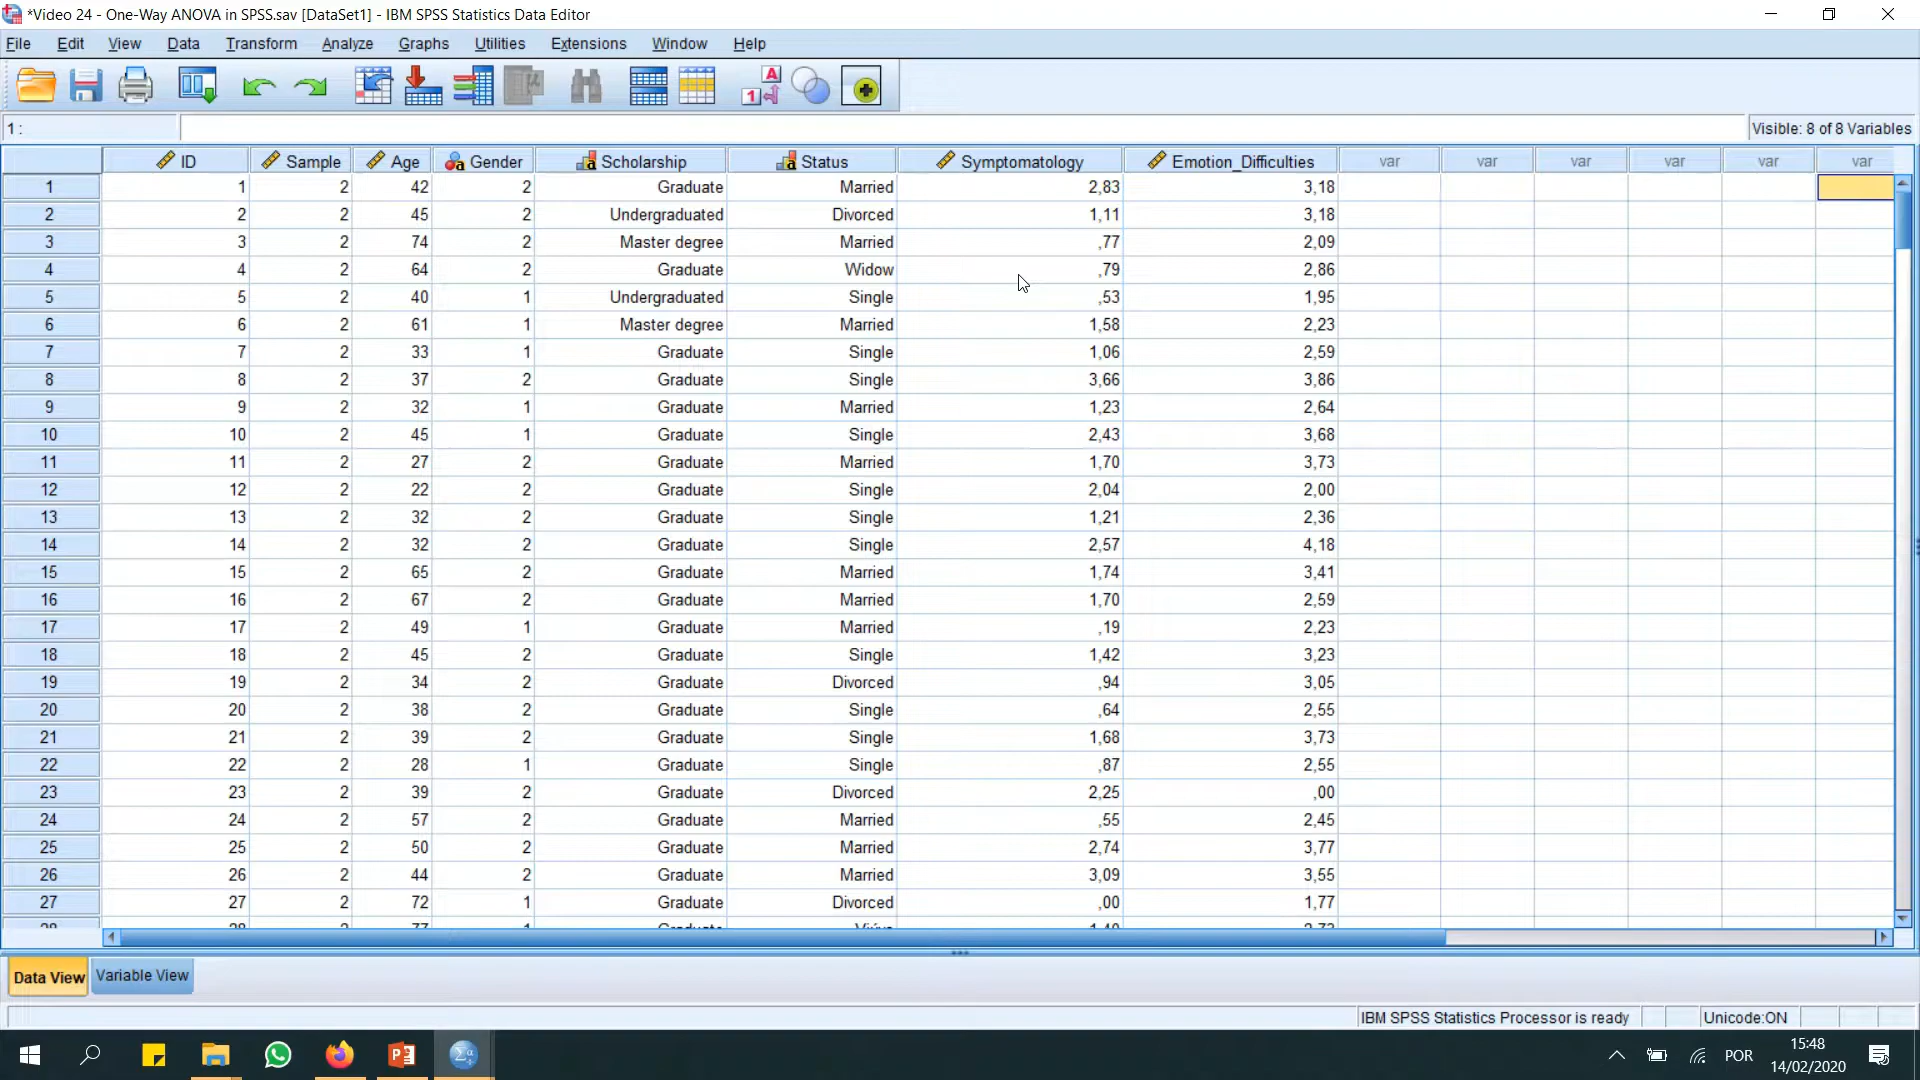 *Video 24 - One-Way ANOVA in SPSS.sav [DataSet1] - IBM SPSS Statistics Data Editor
File Edit View Data Transform Analyze Graphs Utilities Extensions Window Help
1 :
Visible: 8 of 8 Variables
ID Sample Age Gender Scholarship Status Symptomatology Emotion_Difficulties var var var var var var
1 1 2 42 2 Graduate Married 2,83 3,18
2 2 2 45 2 Undergraduated Divorced 1,11 3,18
3 3 2 74 2 Master degree Married ,77 2,09
4 4 2 64 2 Graduate Widow ,79 2,86
5 5 2 40 1 Undergraduated Single ,53 1,95
6 6 2 61 1 Master degree Married 1,58 2,23
7 7 2 33 1 Graduate Single 1,06 2,59
8 8 2 37 2 Graduate Single 3,66 3,86
9 9 2 32 1 Graduate Married 1,23 2,64
10 10 2 45 1 Graduate Single 2,43 3,68
11 11 2 27 2 Graduate Married 1,70 3,73
12 12 2 22 2 Graduate Single 2,04 2,00
13 13 2 32 2 Graduate Single 1,21 2,36
14 14 2 32 2 Graduate Single 2,57 4,18
15 15 2 65 2 Graduate Married 1,74 3,41
16 16 2 67 2 Graduate Married 1,70 2,59
17 17 2 49 1 Graduate Married ,19 2,23
18 18 2 45 2 Graduate Single 1,42 3,23
19 19 2 34 2 Graduate Divorced ,94 3,05
20 20 2 38 2 Graduate Single ,64 2,55
21 21 2 39 2 Graduate Single 1,68 3,73
22 22 2 28 1 Graduate Single ,87 2,55
23 23 2 39 2 Graduate Divorced 2,25 ,00
24 24 2 57 2 Graduate Married ,55 2,45
25 25 2 50 2 Graduate Married 2,74 3,77
26 26 2 44 2 Graduate Married 3,09 3,55
27 27 2 72 1 Graduate Divorced ,00 1,77
Data View Variable View
IBM SPSS Statistics Processor is ready Unicode:ON
POR 15:48
14/02/2020